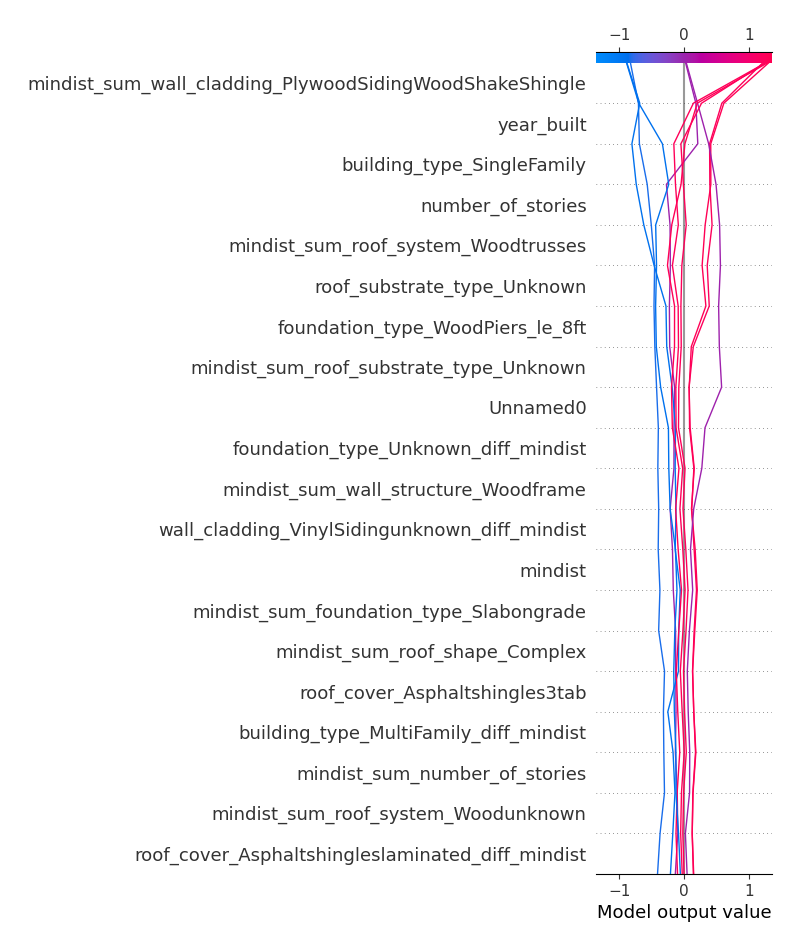 −1 0 1
mindist_sum_wall_cladding_PlywoodSidingWoodShakeShingle
year_built
building_type_SingleFamily
number_of_stories
mindist_sum_roof_system_Woodtrusses
roof_substrate_type_Unknown
foundation_type_WoodPiers_le_8ft
mindist_sum_roof_substrate_type_Unknown
Unnamed0
foundation_type_Unknown_diff_mindist
mindist_sum_wall_structure_Woodframe
wall_cladding_VinylSidingunknown_diff_mindist
mindist
mindist_sum_foundation_type_Slabongrade
mindist_sum_roof_shape_Complex
roof_cover_Asphaltshingles3tab
building_type_MultiFamily_diff_mindist
mindist_sum_number_of_stories
mindist_sum_roof_system_Woodunknown
roof_cover_Asphaltshingleslaminated_diff_mindist
−1 0 1
Model output value